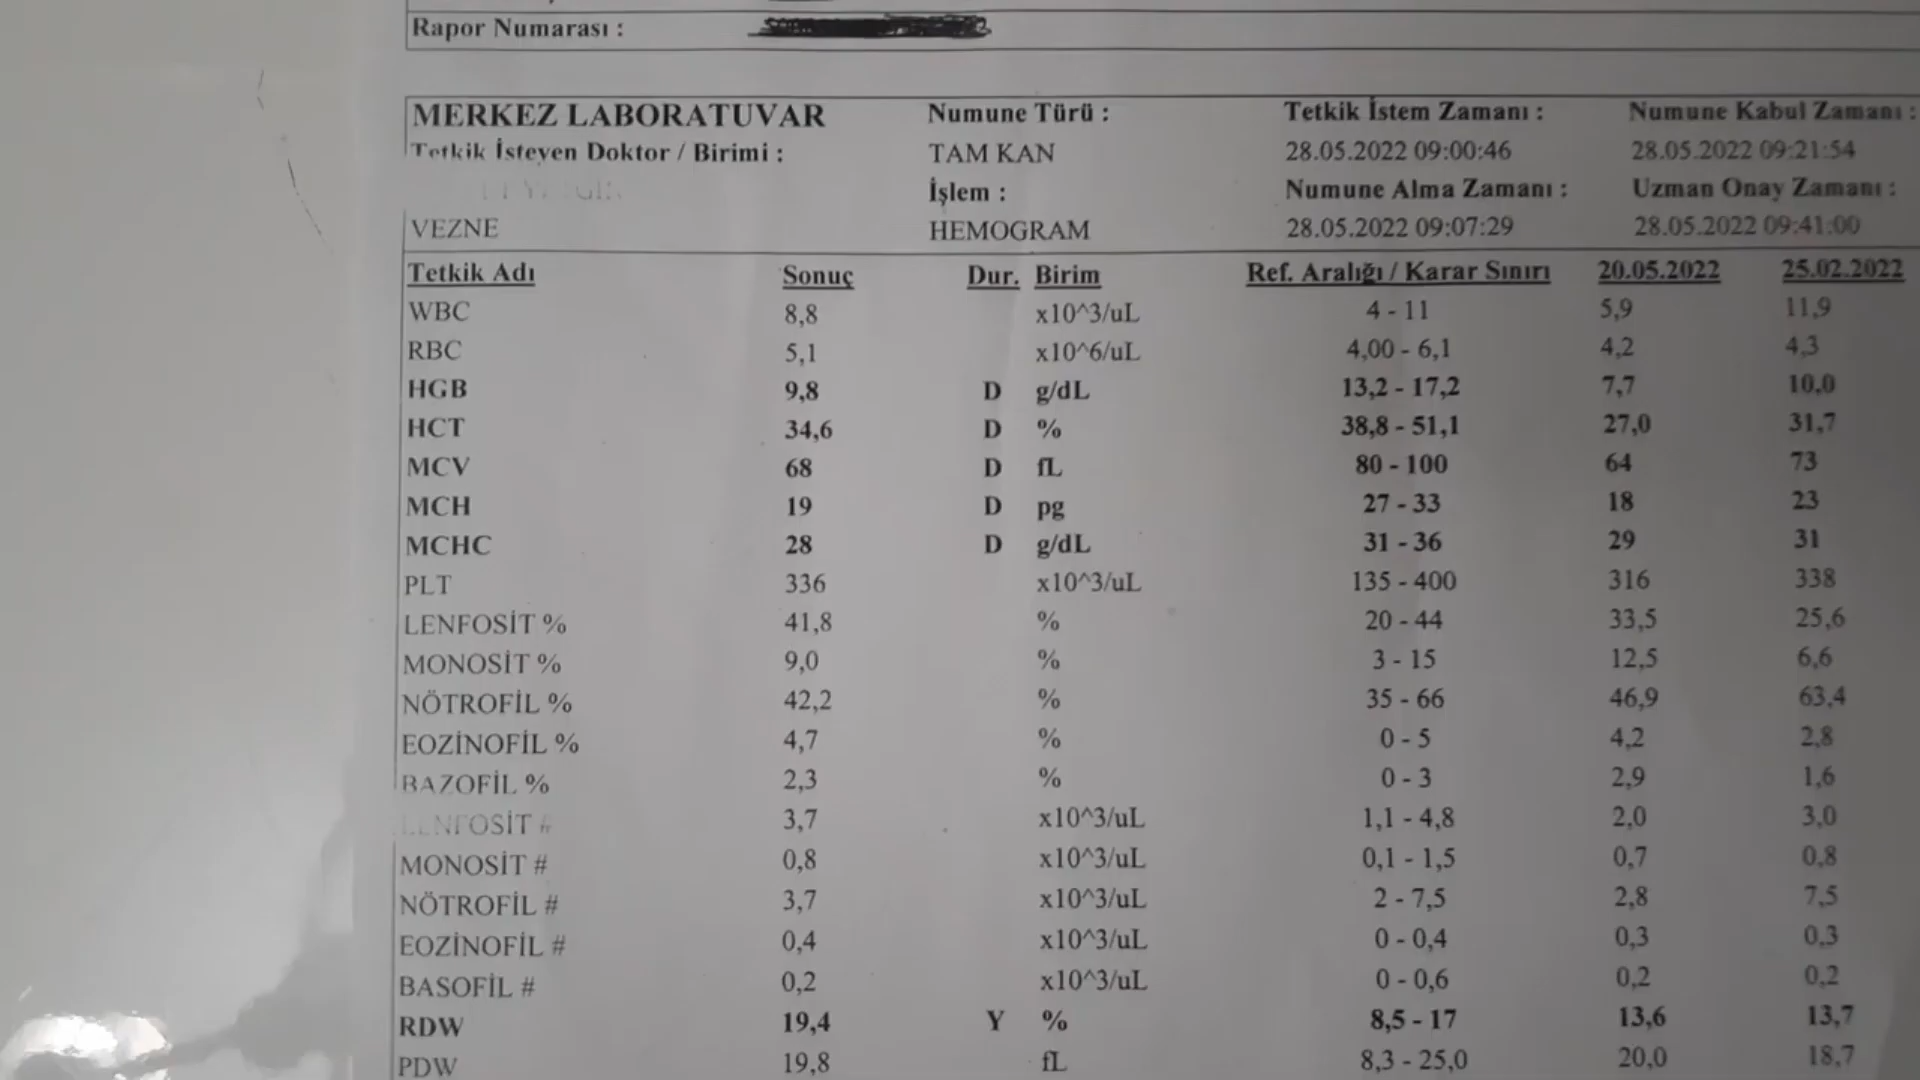 Rapor Numarası :
MERKEZ LABORATUVAR Numune Türü : Tetkik İstem Zamanı : Numune Kabul Zamanı :
Tetkik İsteyen Doktor / Birimi : TAM KAN 28.05.2022 09:00:46 28.05.2022 09:21:54
İşlem : Numune Alma Zamanı : Uzman Onay Zamanı :
VEZNE HEMOGRAM 28.05.2022 09:07:29 28.05.2022 09:41:00
Tetkik Adı Sonuç Dur. Birim Ref. Aralığı / Karar Sınırı 20.05.2022 25.02.2022
WBC 8,8 x10^3/uL 4 - 11 5,9 11,9
RBC 5,1 x10^6/uL 4,00 - 6,1 4,2 4,3
HGB 9,8 D g/dL 13,2 - 17,2 7,7 10,0
HCT 34,6 D % 38,8 - 51,1 27,0 31,7
MCV 68 D fL 80 - 100 64 73
MCH 19 D pg 27 - 33 18 23
MCHC 28 D g/dL 31 - 36 29 31
PLT 336 x10^3/uL 135 - 400 316 338
LENFOSİT % 41,8 % 20 - 44 33,5 25,6
MONOSİT % 9,0 % 3 - 15 12,5 6,6
NÖTROFİL % 42,2 % 35 - 66 46,9 63,4
EOZİNOFİL % 4,7 % 0 - 5 4,2 2,8
BAZOFİL % 2,3 % 0 - 3 2,9 1,6
LENFOSİT # 3,7 x10^3/uL 1,1 - 4,8 2,0 3,0
MONOSİT # 0,8 x10^3/uL 0,1 - 1,5 0,7 0,8
NÖTROFİL # 3,7 x10^3/uL 2 - 7,5 2,8 7,5
EOZİNOFİL # 0,4 x10^3/uL 0 - 0,4 0,3 0,3
BASOFİL # 0,2 x10^3/uL 0 - 0,6 0,2 0,2
RDW 19,4 Y % 8,5 - 17 13,6 13,7
PDW 19,8 fL 8,3 - 25,0 20,0 18,7